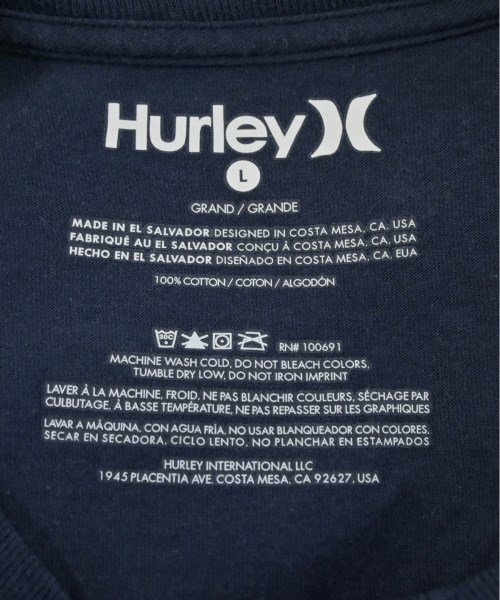 Hurley
L
GRAND / GRANDE
MADE IN EL SALVADOR DESIGNED IN COSTA MESA, CA, USA
FABRIQUÉ AU EL SALVADOR CONÇU À COSTA MESA, CA, USA
HECHO EN EL SALVADOR DISEÑADO EN COSTA MESA, CA, EUA
100% COTTON / COTON / ALGODÓN
30C RN# 100691
MACHINE WASH COLD, DO NOT BLEACH COLORS,
TUMBLE DRY LOW, DO NOT IRON IMPRINT
LAVER À LA MACHINE, FROID, NE PAS BLANCHIR COULEURS, SÉCHAGE PAR
CULBUTAGE, À BASSE TEMPÉRATURE, NE PAS REPASSER SUR LES GRAPHIQUES
LAVAR A MÁQUINA, CON AGUA FRÍA, NO USAR BLANQUEADOR CON COLORES,
SECAR EN SECADORA, CICLO LENTO, NO PLANCHAR EN ESTAMPADOS
HURLEY INTERNATIONAL LLC
1945 PLACENTIA AVE. COSTA MESA, CA 92627, USA